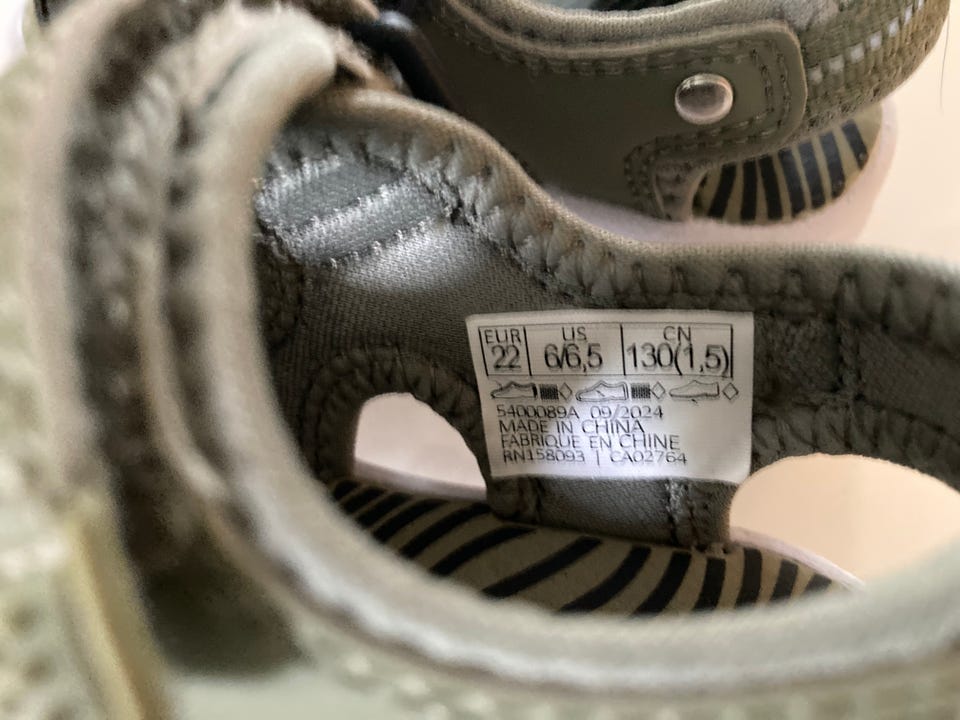 EUR US CN
22 6/6,5 130(1,5)
5400089A 09/2024
MADE IN CHINA
FABRIQUE EN CHINE
RN158093 | CA02764